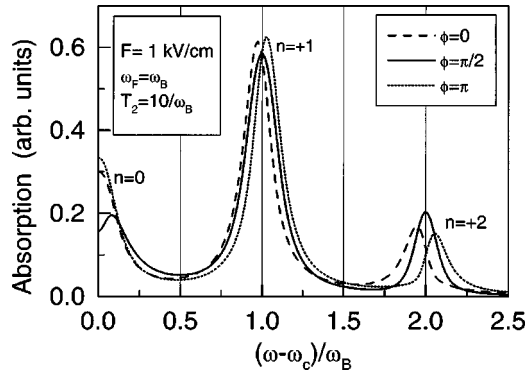 F= 1 kV/cm
ω_F=ω_B
T_2=10/ω_B
n=+1
ϕ=0
ϕ=π/2
ϕ=π
n=0
n=+2
Absorption (arb. units)
0.6
0.4
0.2
0.0
0.0 0.5 1.0 1.5 2.0 2.5
(ω-ω_c)/ω_B